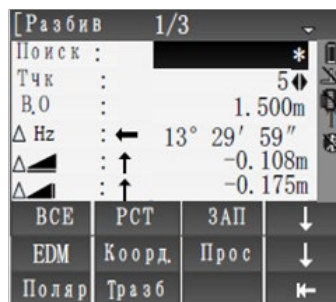 [Разбив 1/3
Поиск : *
Тчк : 5
В.О : 1.500m
Δ Hz : ← 13° 29′ 59″
Δ : ↑ -0.108m
Δ : ↑ -0.175m
ВСЕ РСТ ЗАП ↓
EDM Коорд. Прос ↓
Поляр Тразб